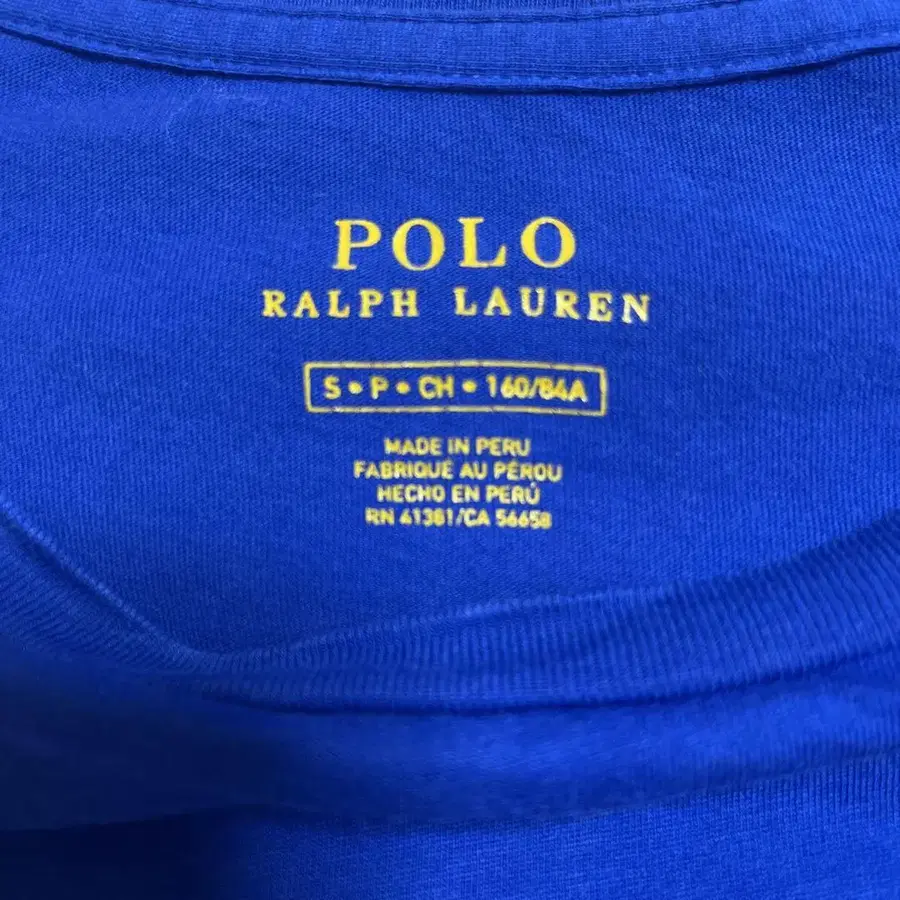 POLO
RALPH LAUREN
S • P • CH • 160/84A
MADE IN PERU
FABRIQUÉ AU PÉROU
HECHO EN PERÚ
RN 41381/CA 56658